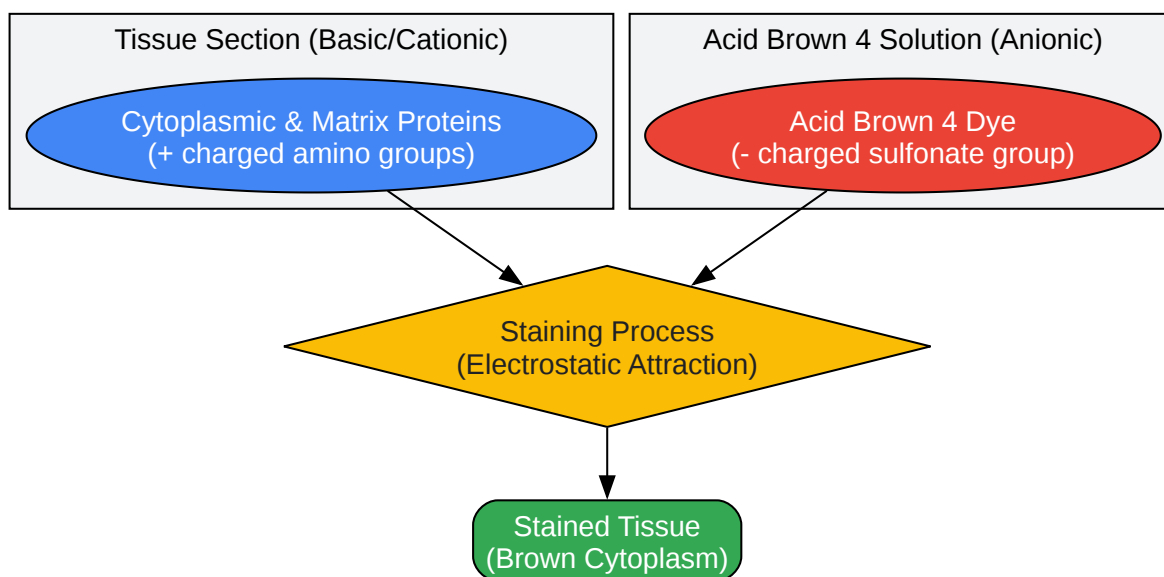 Tissue Section (Basic/Cationic)
Cytoplasmic & Matrix Proteins
(+ charged amino groups)
Acid Brown 4 Solution (Anionic)
Acid Brown 4 Dye
(- charged sulfonate group)
Staining Process
(Electrostatic Attraction)
Stained Tissue
(Brown Cytoplasm)